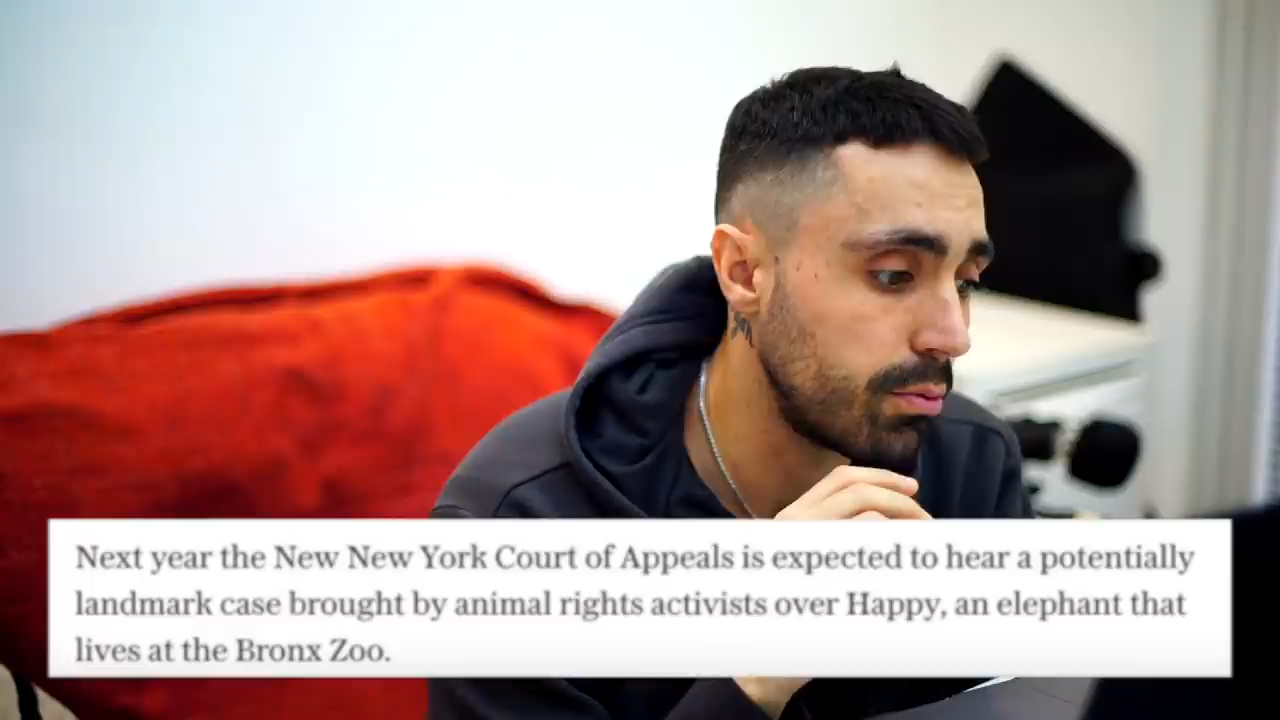 Next year the New New York Court of Appeals is expected to hear a potentially
landmark case brought by animal rights activists over Happy, an elephant that
lives at the Bronx Zoo.